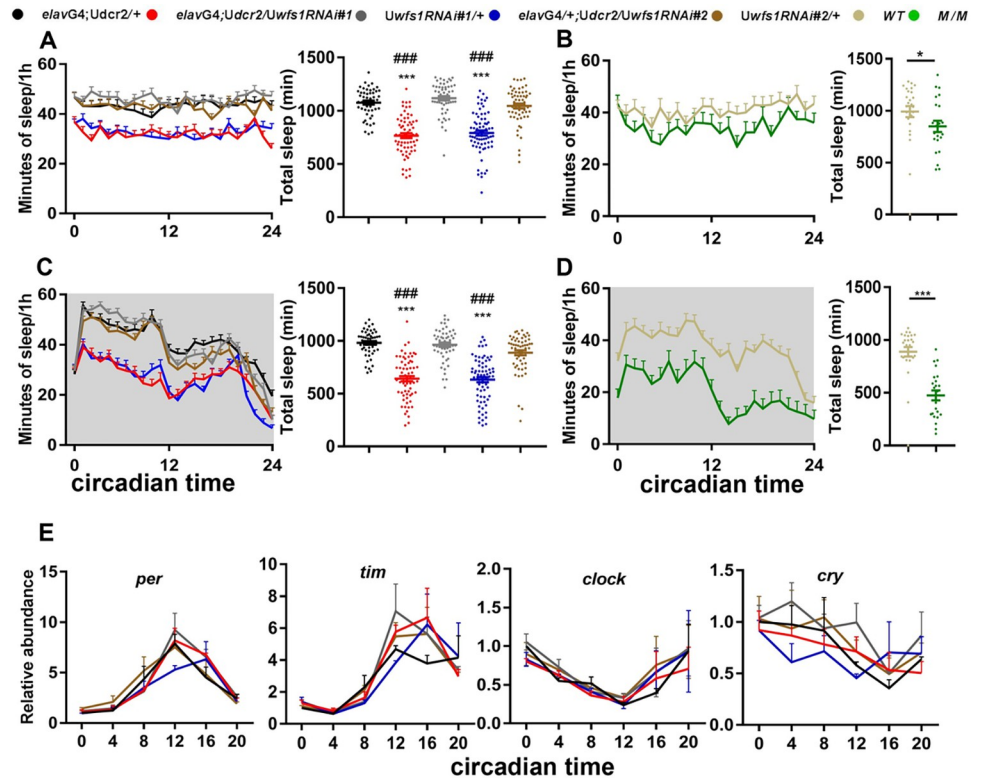 elavG4;Udcr2/+ elavG4;Udcr2/Uwfs1RNAi#1 Uwfs1RNAi#1/+ elavG4/+;Udcr2/Uwfs1RNAi#2 Uwfs1RNAi#2/+ WT M/M
A
Minutes of sleep/1h
60
40
20
0
0 12 24
Total sleep (min)
1500
1000
500
0
### ###
*** ***
B
Minutes of sleep/1h
60
40
20
0
0 12 24
Total sleep (min)
1500
1000
500
0
*
C
Minutes of sleep/1h
60
40
20
0
0 12 24
circadian time
Total sleep (min)
1500
1000
500
0
### ###
*** ***
D
Minutes of sleep/1h
60
40
20
0
0 12 24
circadian time
Total sleep (min)
1500
1000
500
0
***
E
Relative abundance
per
15
10
5
0
0 4 8 12 16 20
tim
10
8
6
4
2
0
0 4 8 12 16 20
clock
2.0
1.5
1.0
0.5
0.0
0 4 8 12 16 20
cry
1.5
1.0
0.5
0.0
0 4 8 12 16 20
circadian time